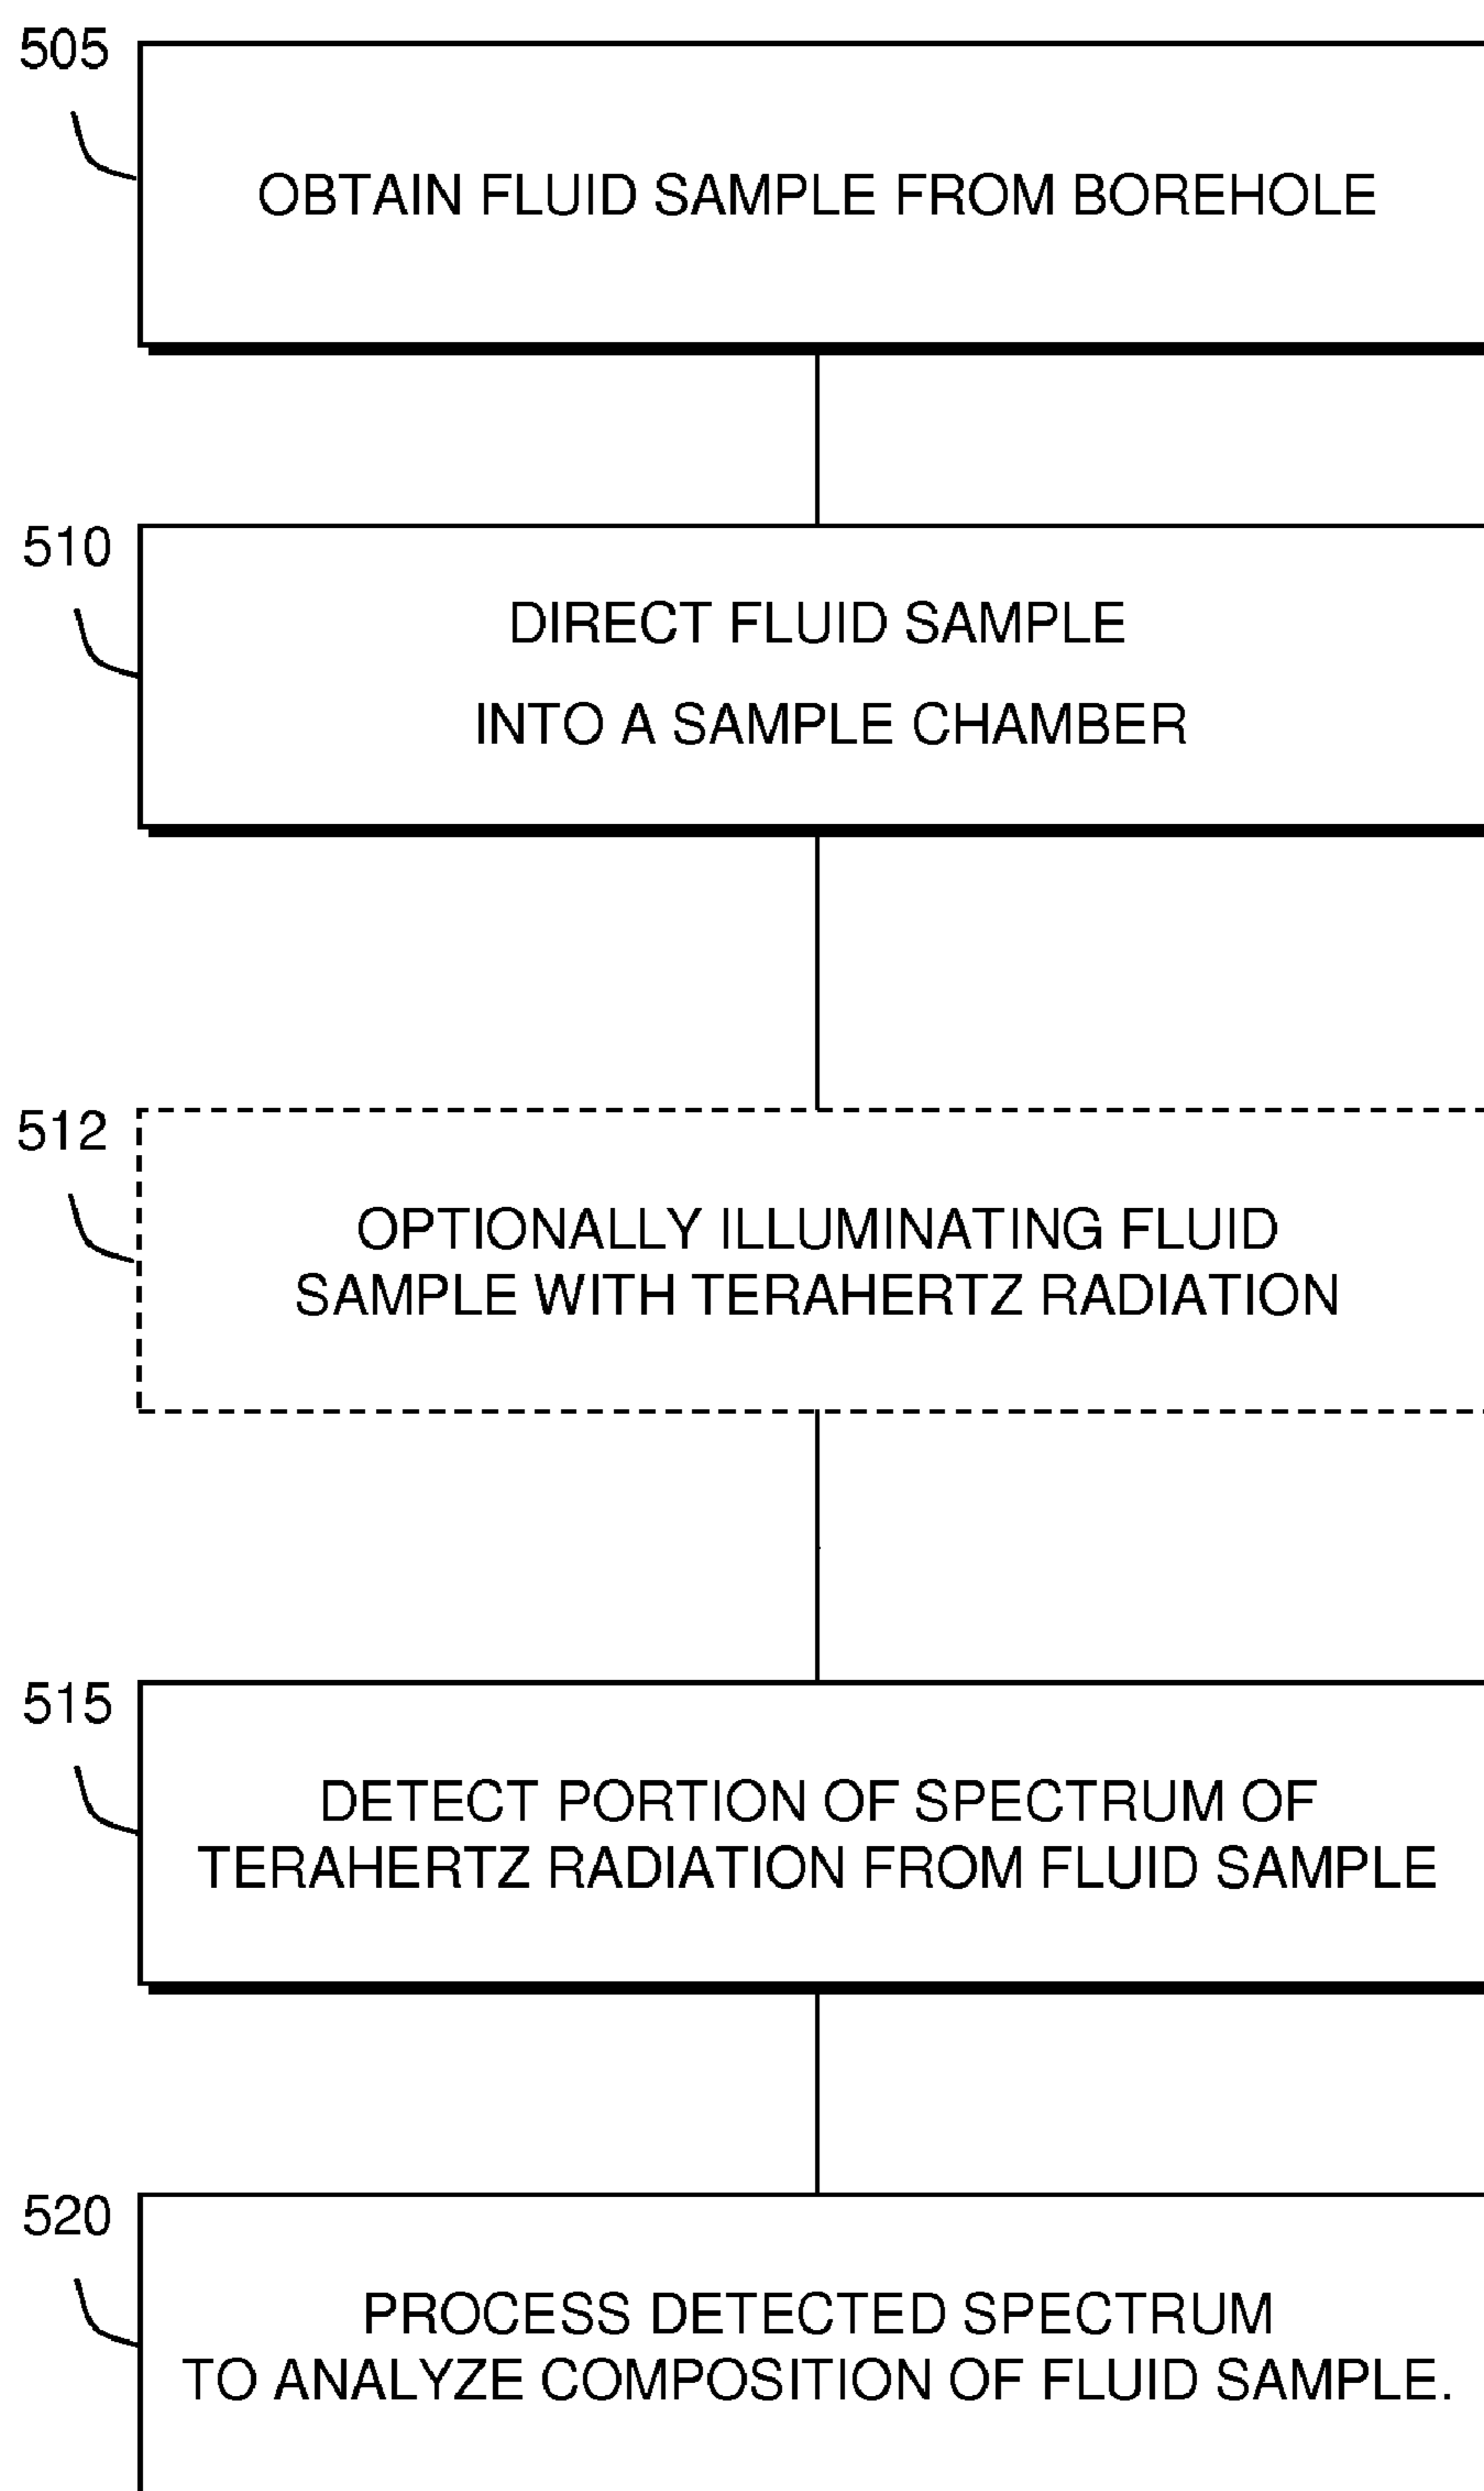 505
OBTAIN FLUID SAMPLE FROM BOREHOLE
510
DIRECT FLUID SAMPLE
INTO A SAMPLE CHAMBER
512
OPTIONALLY ILLUMINATING FLUID
SAMPLE WITH TERAHERTZ RADIATION
515
DETECT PORTION OF SPECTRUM OF
TERAHERTZ RADIATION FROM FLUID SAMPLE
520
PROCESS DETECTED SPECTRUM
TO ANALYZE COMPOSITION OF FLUID SAMPLE.